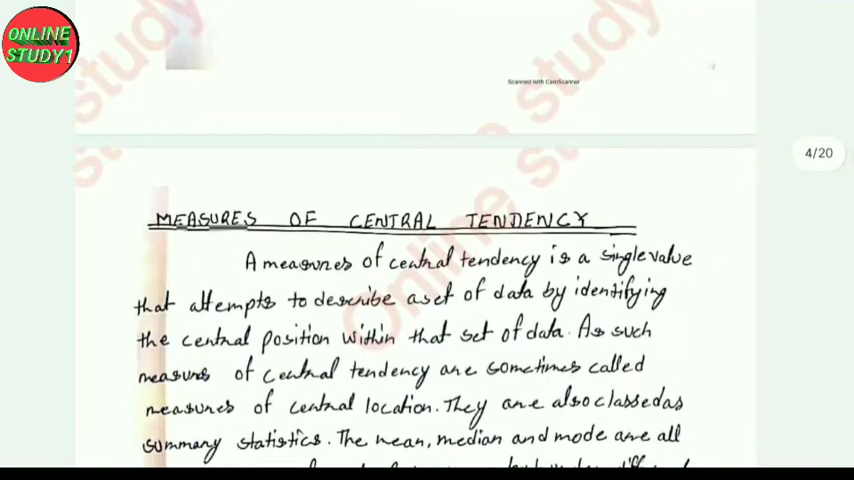 ONLINE
STUDY1
Scanned with CamScanner
4/20
MEASURES OF CENTRAL TENDENCY
A measures of central tendency is a single value
that attempts to describe a set of data by identifying
the central position within that set of data. As such
measures of central tendency are sometimes called
measures of central location. They are also classed as
summary statistics. The mean, median and mode are all
Online study